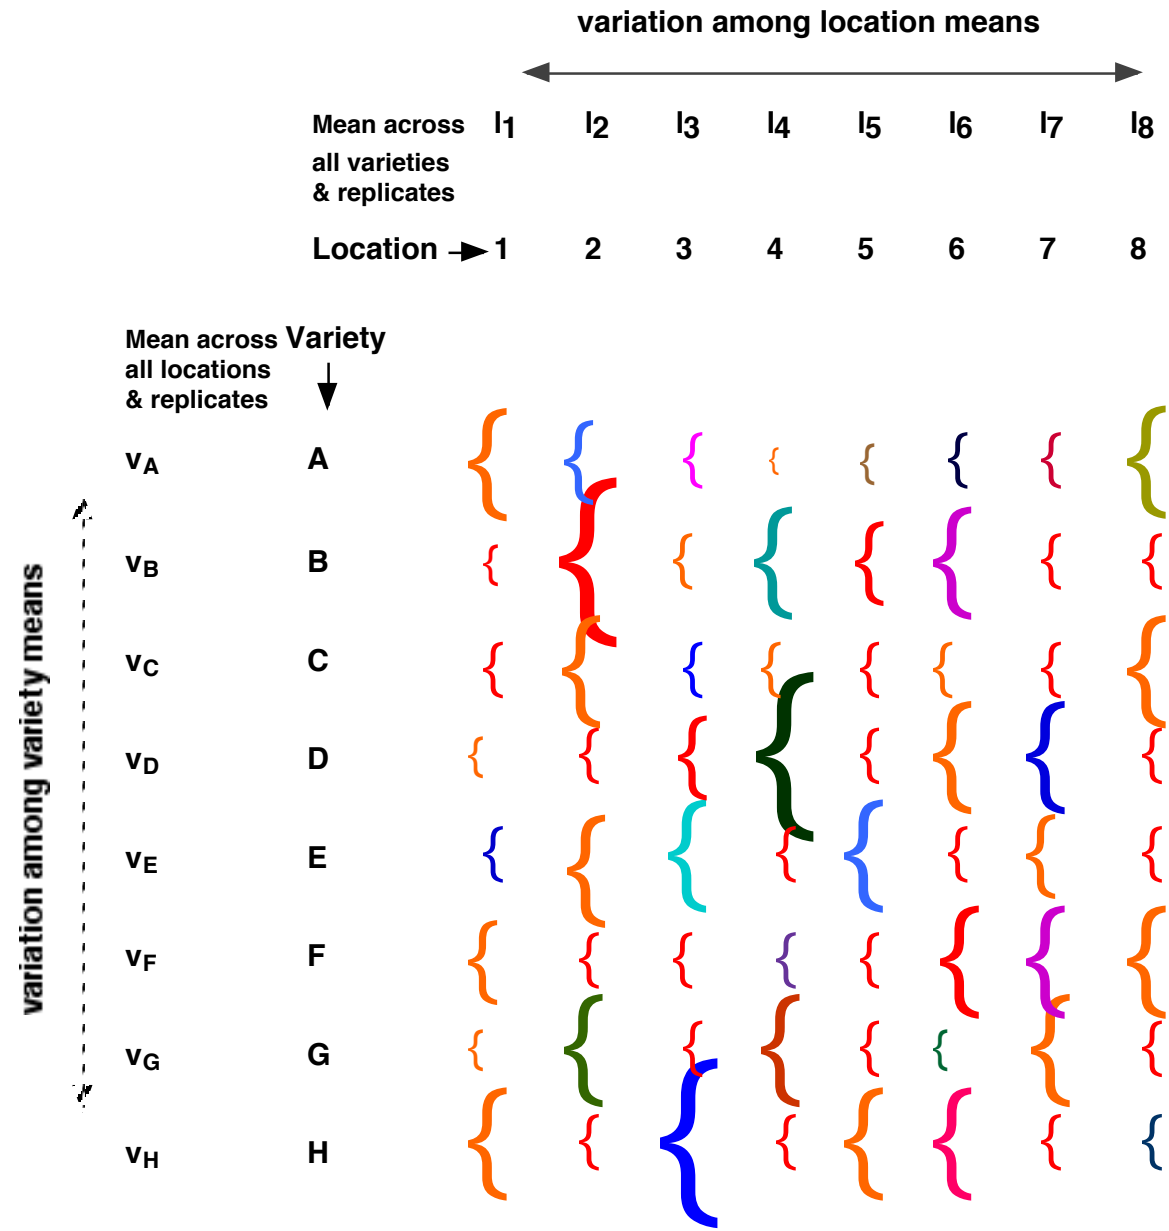 variation among location means
Mean across l1 l2 l3 l4 l5 l6 l7 l8
all varieties
& replicates
Location 1 2 3 4 5 6 7 8
Mean across Variety
all locations
& replicates
vA A { { { { { { { {
vB B { { { { { { { {
vC C { { { { { { { {
vD D { { { { { { { {
vE E { { { { { { { {
vF F { { { { { { { {
vG G { { { { { { { {
vH H { { { { { { { {
variation among variety means